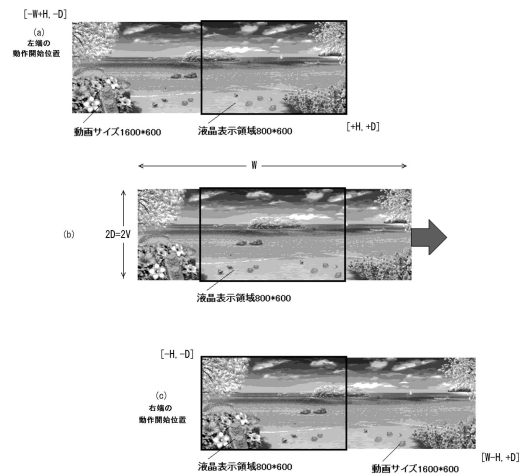 [-W+H, -D]
(a)
左端の
動作開始位置
[+H, +D]
動画サイズ1600*600
液晶表示領域800*600
W
(b)
2D=2V
液晶表示領域800*600
[-H, -D]
(c)
右端の
動作開始位置
[W-H, +D]
液晶表示領域800*600
動画サイズ1600*600